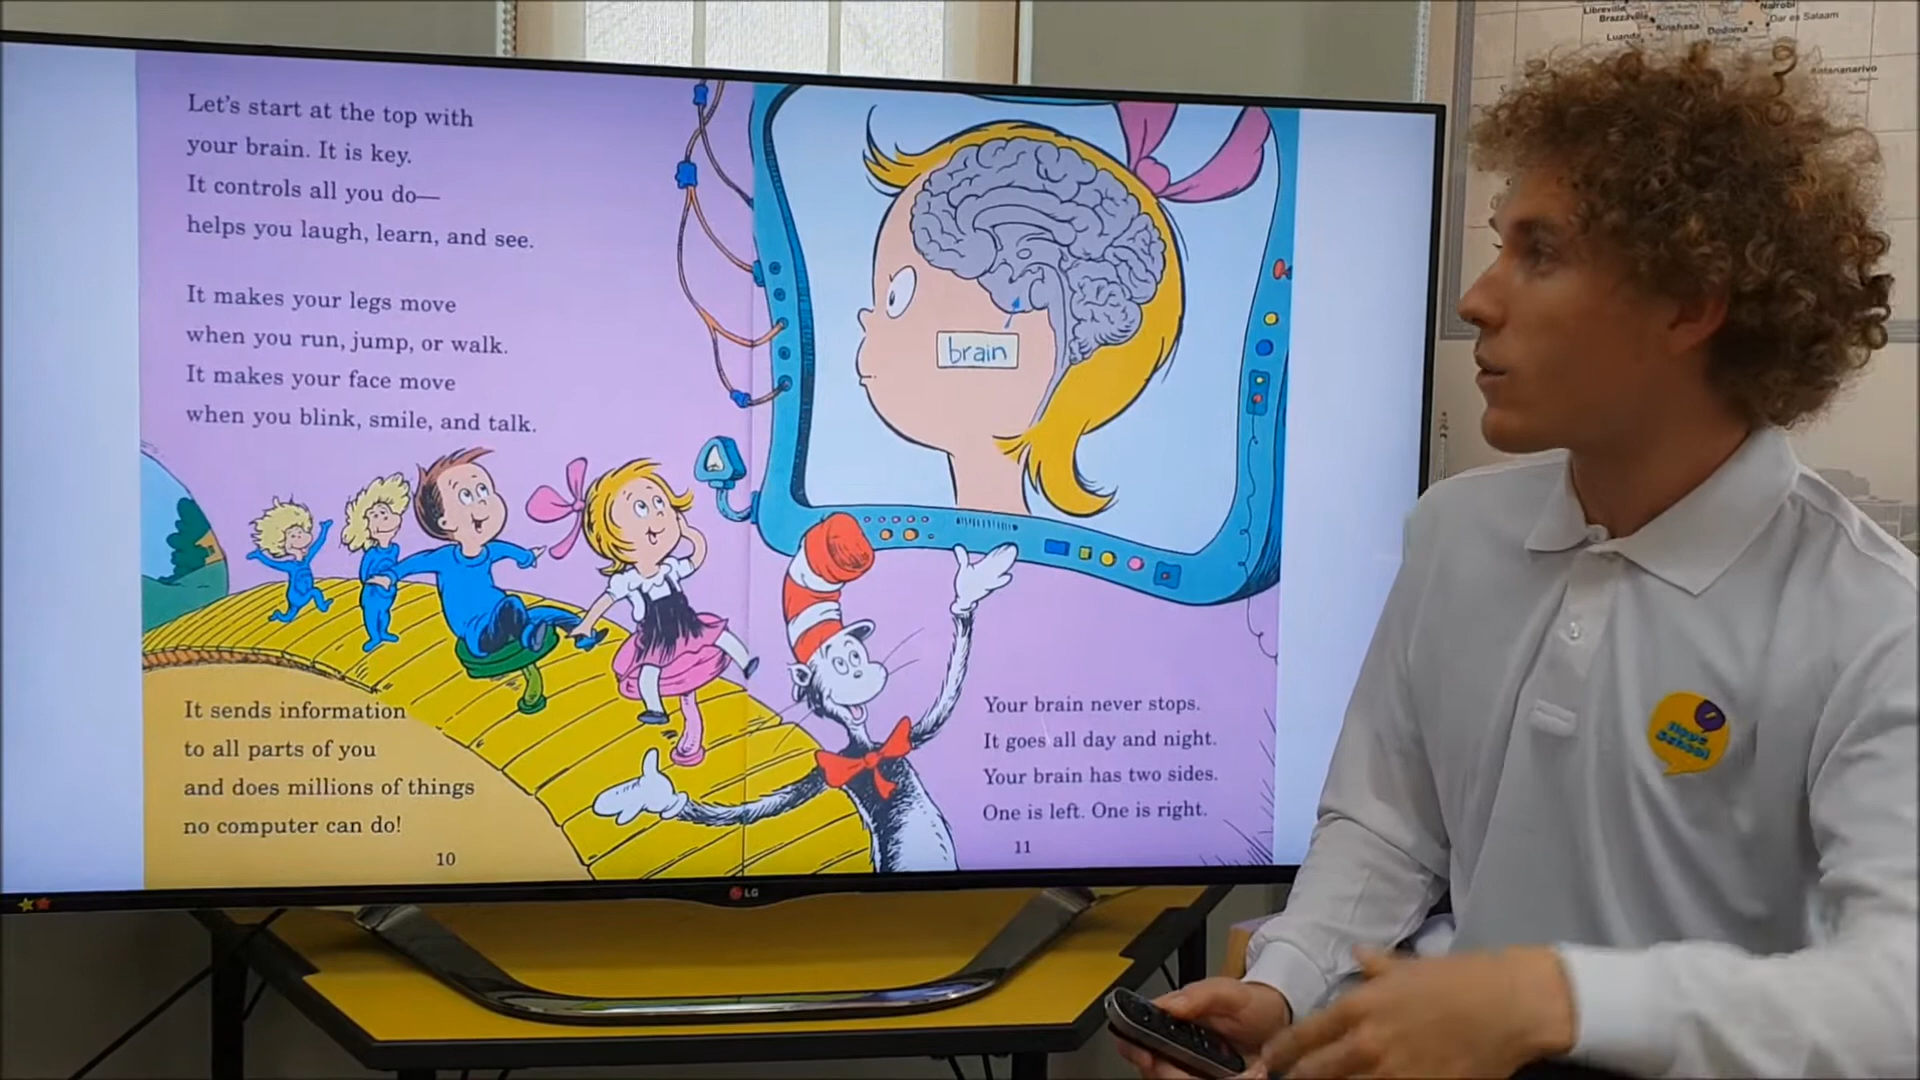 Let's start at the top with
your brain. It is key.
It controls all you do—
helps you laugh, learn, and see.
It makes your legs move
when you run, jump, or walk.
It makes your face move
when you blink, smile, and talk.
It sends information
to all parts of you
and does millions of things
no computer can do!
10
brain
Your brain never stops.
It goes all day and night.
Your brain has two sides.
One is left. One is right.
11
LG
Hope
School
Libreville
Brazzaville
Kinshasa
Luanda
Nairobi
Dar es Salaam
Dodoma
Antananarivo